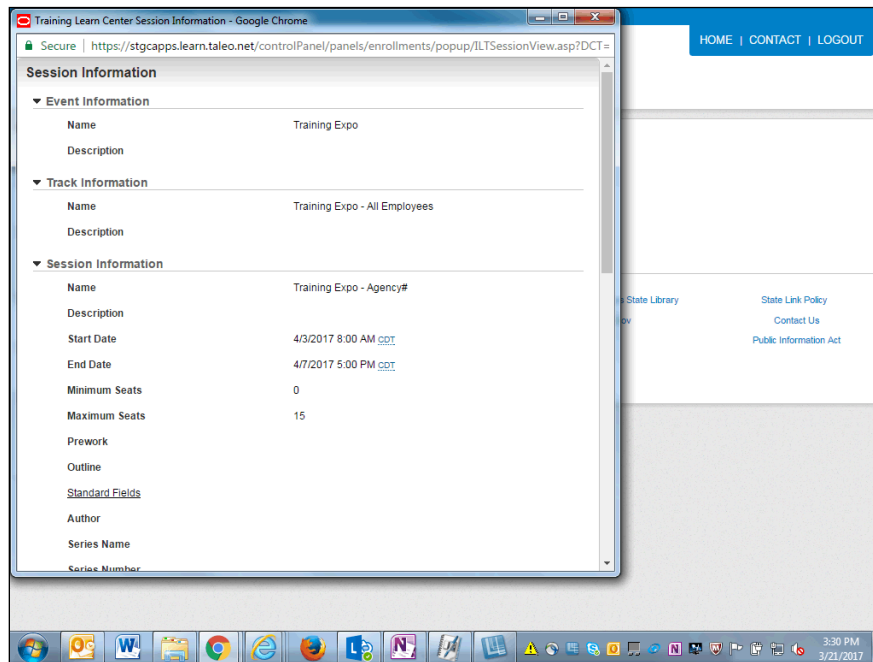 Training Learn Center Session Information - Google Chrome
Secure | https://stgcapps.learn.taleo.net/controlPanel/panels/enrollments/popup/ILTSessionView.asp?DCT=
HOME | CONTACT | LOGOUT
Session Information
Event Information
Name Training Expo
Description
Track Information
Name Training Expo - All Employees
Description
Session Information
Name Training Expo - Agency#
Description
Start Date 4/3/2017 8:00 AM CDT
End Date 4/7/2017 5:00 PM CDT
Minimum Seats 0
Maximum Seats 15
Prework
Outline
Standard Fields
Author
Series Name
Series Number
State Library State Link Policy
Contact Us
Public Information Act
3:30 PM
3/21/2017